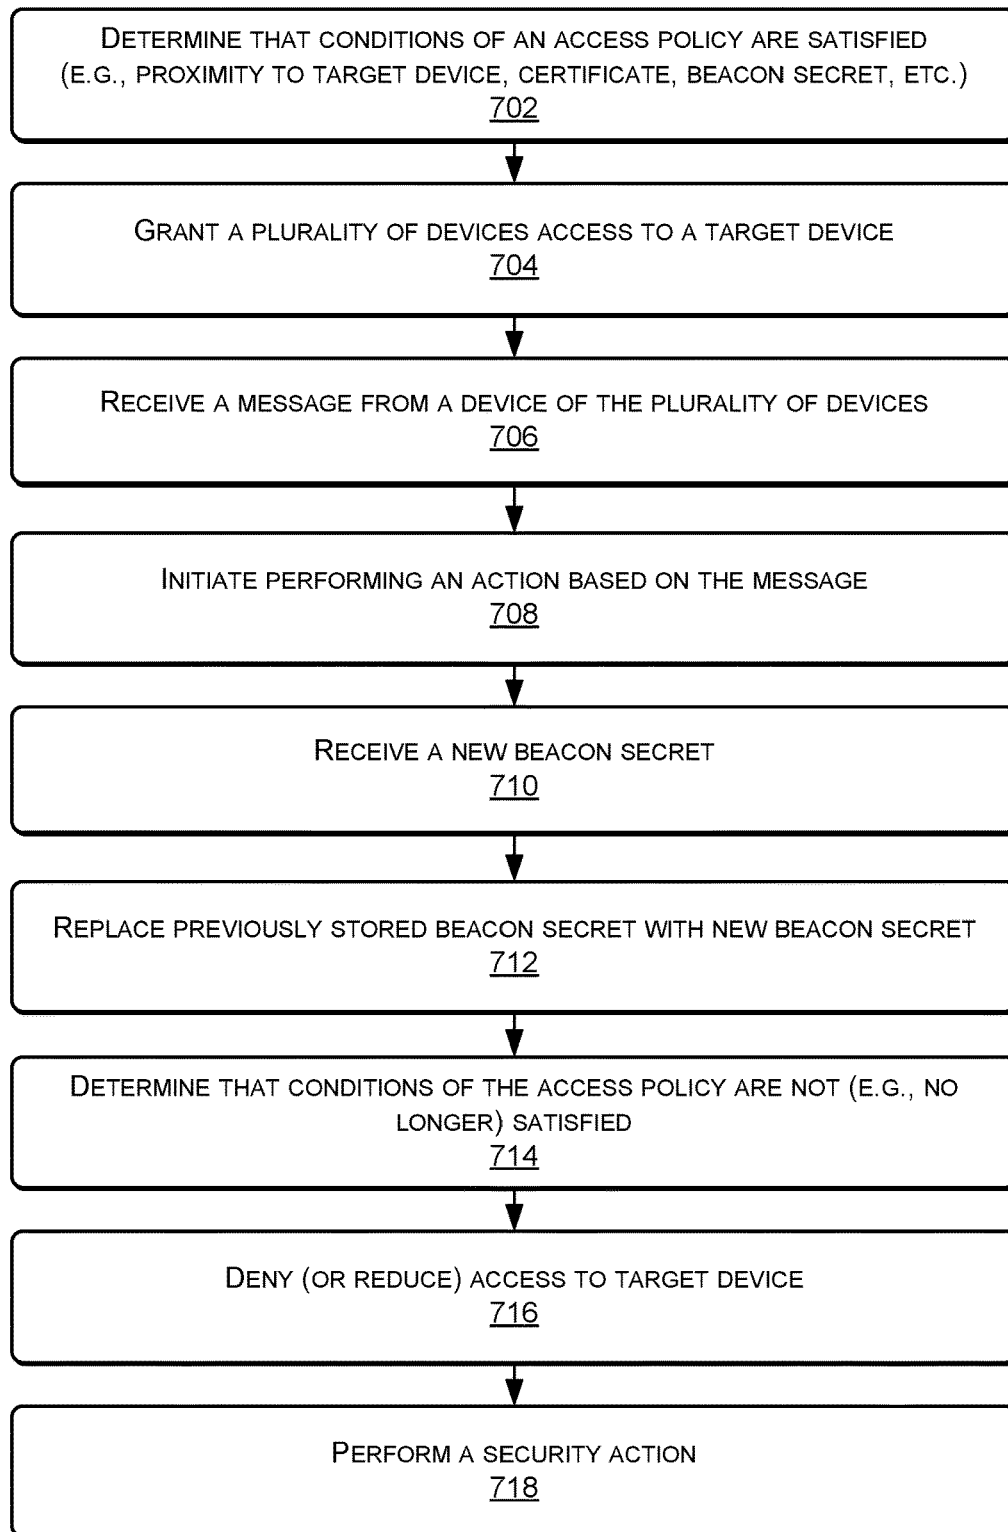 DETERMINE THAT CONDITIONS OF AN ACCESS POLICY ARE SATISFIED
(E.G., PROXIMITY TO TARGET DEVICE, CERTIFICATE, BEACON SECRET, ETC.)
702
GRANT A PLURALITY OF DEVICES ACCESS TO A TARGET DEVICE
704
RECEIVE A MESSAGE FROM A DEVICE OF THE PLURALITY OF DEVICES
706
INITIATE PERFORMING AN ACTION BASED ON THE MESSAGE
708
RECEIVE A NEW BEACON SECRET
710
REPLACE PREVIOUSLY STORED BEACON SECRET WITH NEW BEACON SECRET
712
DETERMINE THAT CONDITIONS OF THE ACCESS POLICY ARE NOT (E.G., NO
LONGER) SATISFIED
714
DENY (OR REDUCE) ACCESS TO TARGET DEVICE
716
PERFORM A SECURITY ACTION
718